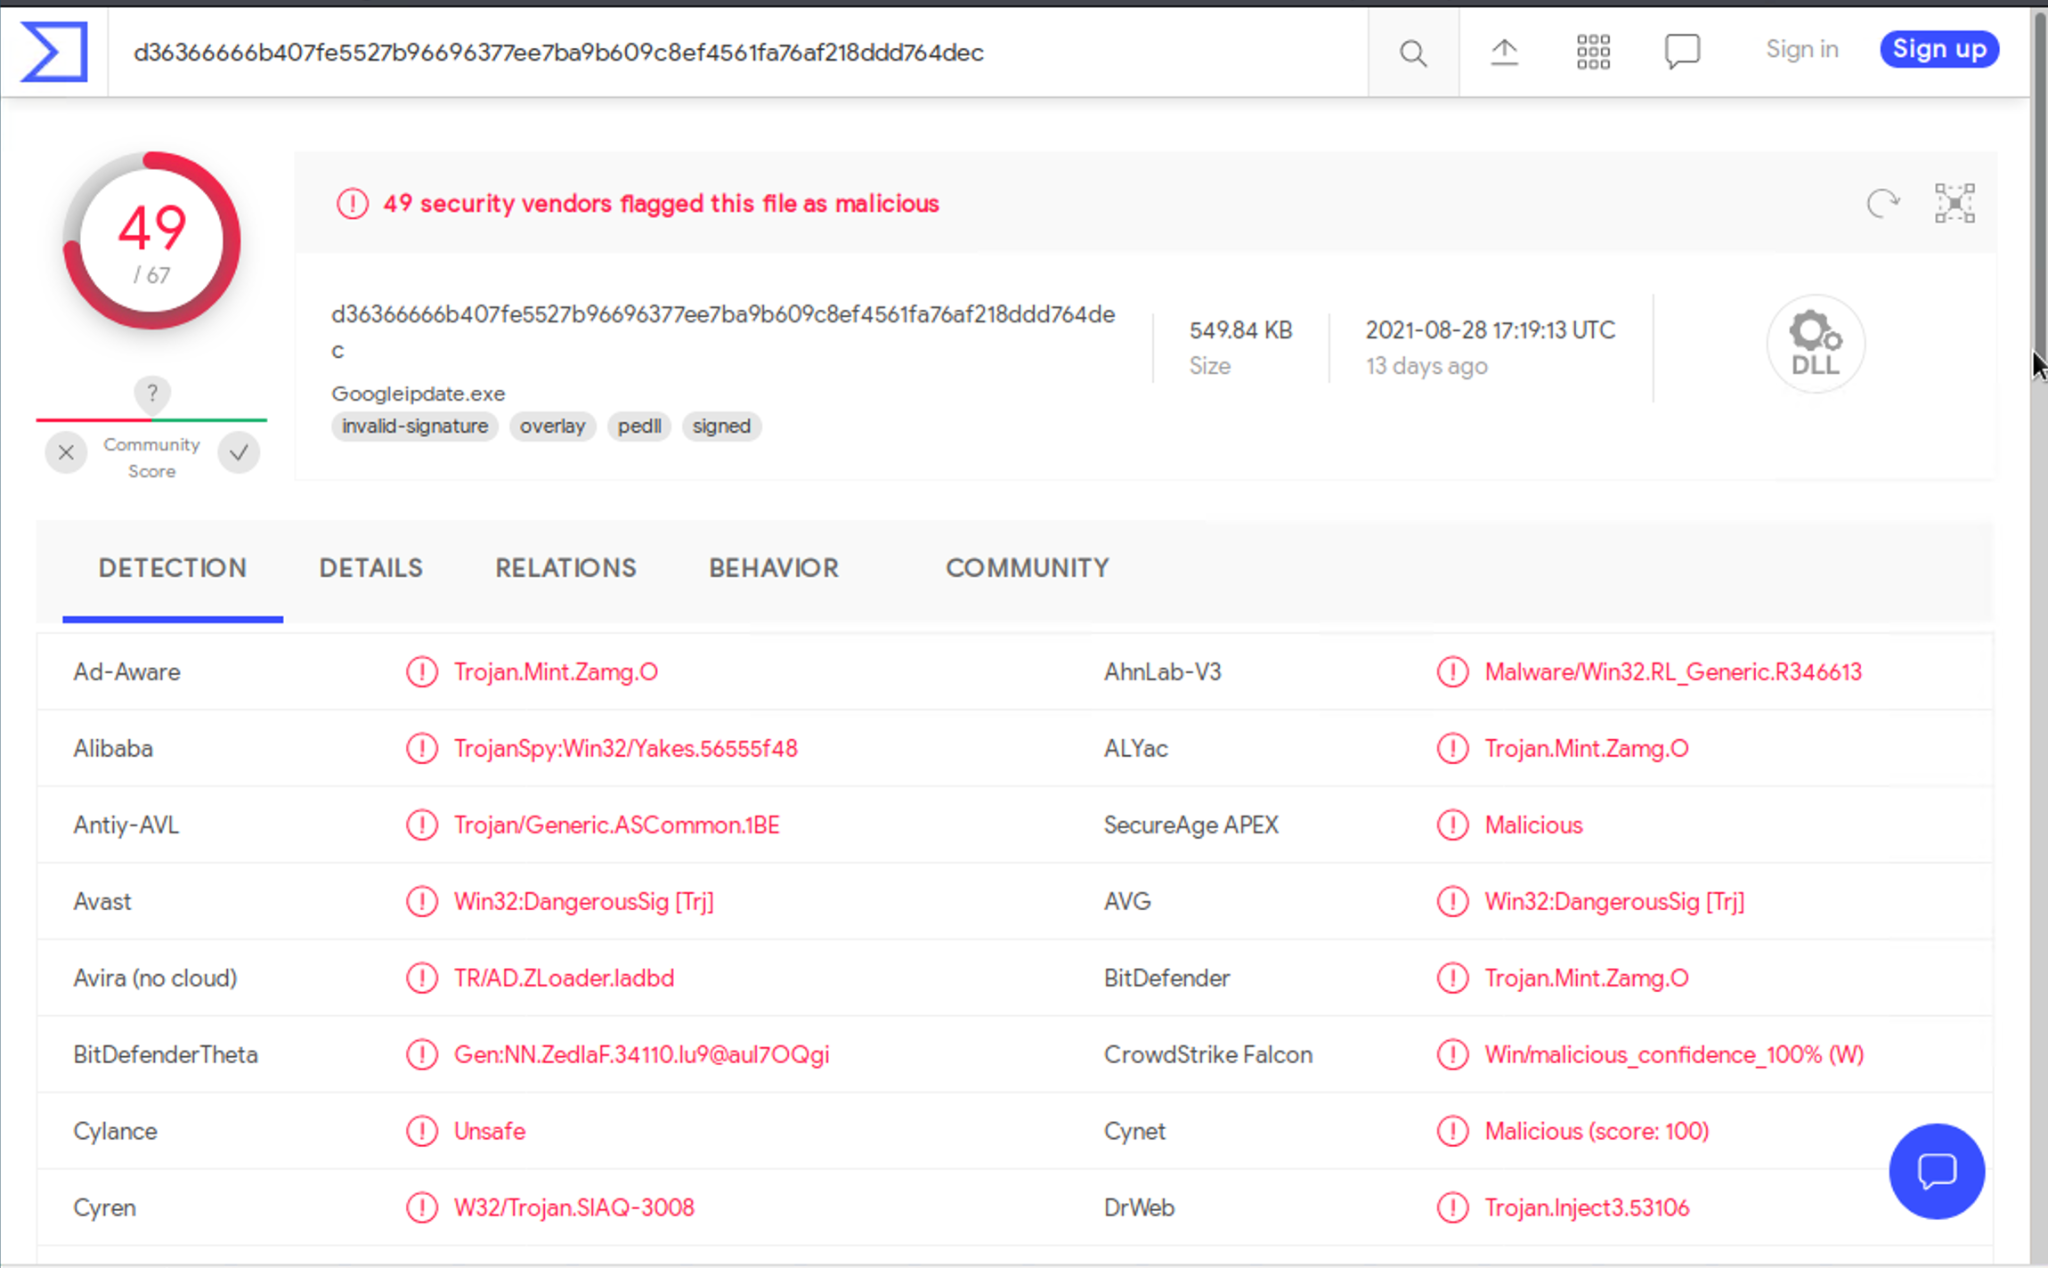 d36366666b407fe5527b96696377ee7ba9b609c8ef4561fa76af218ddd764dec
Sign in
Sign up
49
/ 67
49 security vendors flagged this file as malicious
d36366666b407fe5527b96696377ee7ba9b609c8ef4561fa76af218ddd764de
c
Googleipdate.exe
invalid-signature overlay pedll signed
549.84 KB
Size
2021-08-28 17:19:13 UTC
13 days ago
DLL
?
Community
Score
DETECTION DETAILS RELATIONS BEHAVIOR COMMUNITY
Ad-Aware Trojan.Mint.Zamg.O AhnLab-V3 Malware/Win32.RL_Generic.R346613
Alibaba TrojanSpy:Win32/Yakes.56555f48 ALYac Trojan.Mint.Zamg.O
Antiy-AVL Trojan/Generic.ASCommon.1BE SecureAge APEX Malicious
Avast Win32:DangerousSig [Trj] AVG Win32:DangerousSig [Trj]
Avira (no cloud) TR/AD.ZLoader.ladbd BitDefender Trojan.Mint.Zamg.O
BitDefenderTheta Gen:NN.ZedlaF.34110.lu9@aul7OQgi CrowdStrike Falcon Win/malicious_confidence_100% (W)
Cylance Unsafe Cynet Malicious (score: 100)
Cyren W32/Trojan.SIAQ-3008 DrWeb Trojan.Inject3.53106